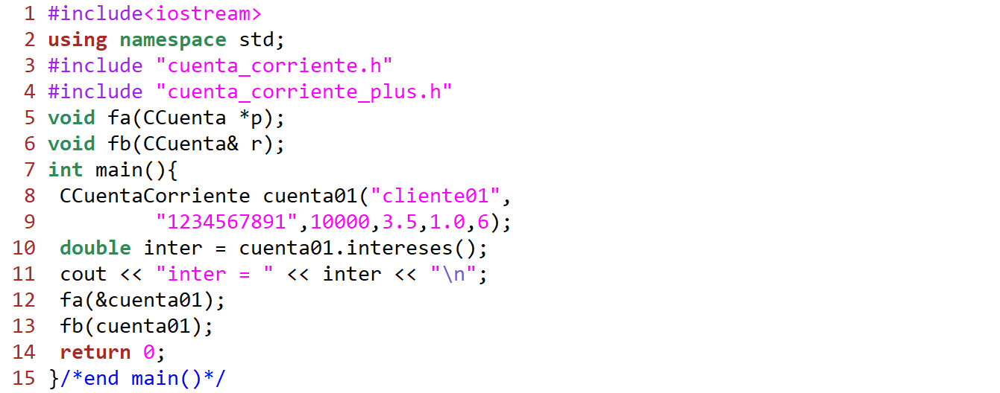 1 #include<iostream>
2 using namespace std;
3 #include "cuenta_corriente.h"
4 #include "cuenta_corriente_plus.h"
5 void fa(CCuenta *p);
6 void fb(CCuenta& r);
7 int main(){
8  CCuentaCorriente cuenta01("cliente01",
9          "1234567891",10000,3.5,1.0,6);
10  double inter = cuenta01.intereses();
11  cout << "inter = " << inter << "\n";
12  fa(&cuenta01);
13  fb(cuenta01);
14  return 0;
15 }/*end main()*/